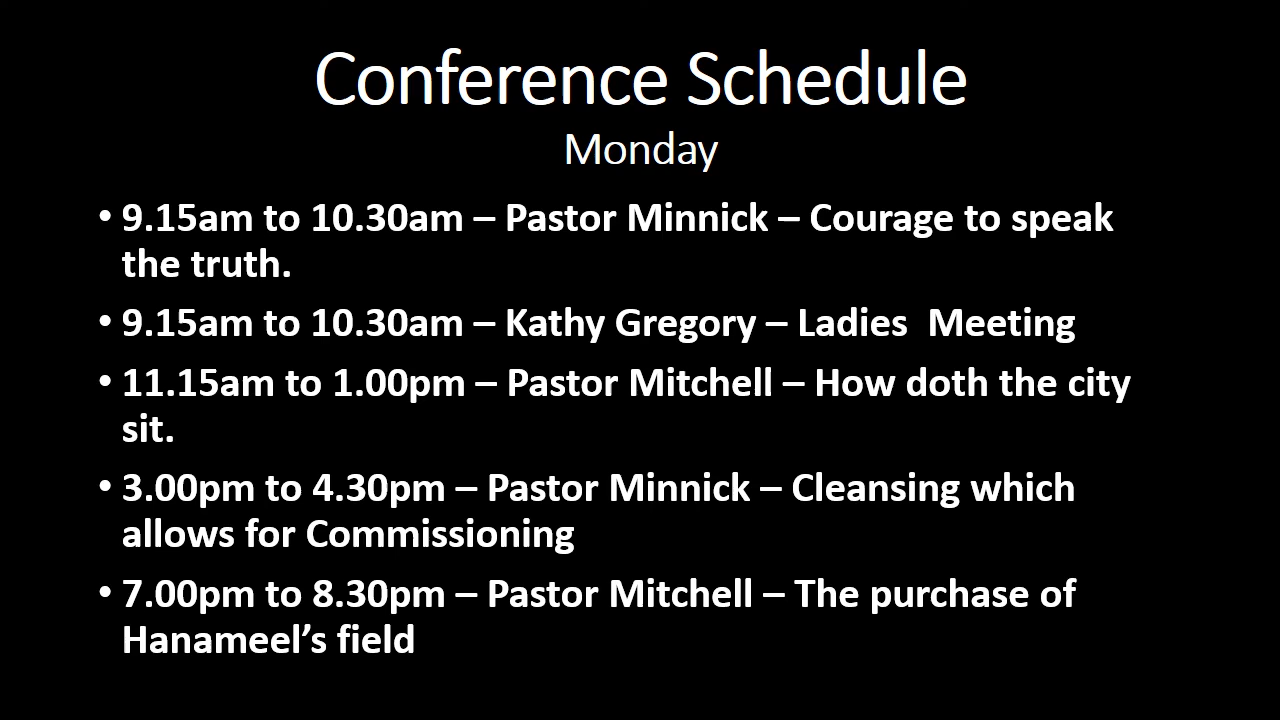 Conference Schedule
Monday
• 9.15am to 10.30am – Pastor Minnick – Courage to speak
the truth.
• 9.15am to 10.30am – Kathy Gregory – Ladies  Meeting
• 11.15am to 1.00pm – Pastor Mitchell – How doth the city
sit.
• 3.00pm to 4.30pm – Pastor Minnick – Cleansing which
allows for Commissioning
• 7.00pm to 8.30pm – Pastor Mitchell – The purchase of
Hanameel’s field